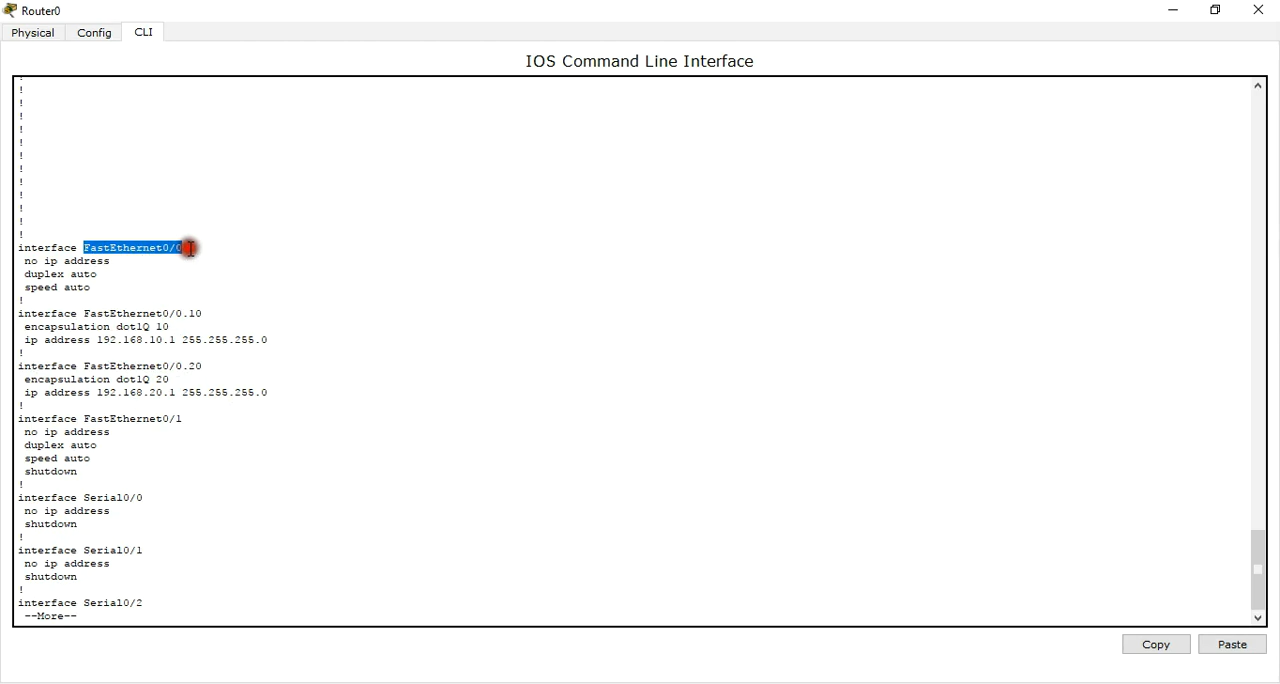 Router0
Physical Config CLI
IOS Command Line Interface
!
!
!
!
!
!
!
!
!
!
!
!
!
interface FastEthernet0/0
no ip address
duplex auto
speed auto
!
interface FastEthernet0/0.10
encapsulation dot1Q 10
ip address 192.168.10.1 255.255.255.0
!
interface FastEthernet0/0.20
encapsulation dot1Q 20
ip address 192.168.20.1 255.255.255.0
!
interface FastEthernet0/1
no ip address
duplex auto
speed auto
shutdown
!
interface Serial0/0
no ip address
shutdown
!
interface Serial0/1
no ip address
shutdown
!
interface Serial0/2
--More--
Copy Paste